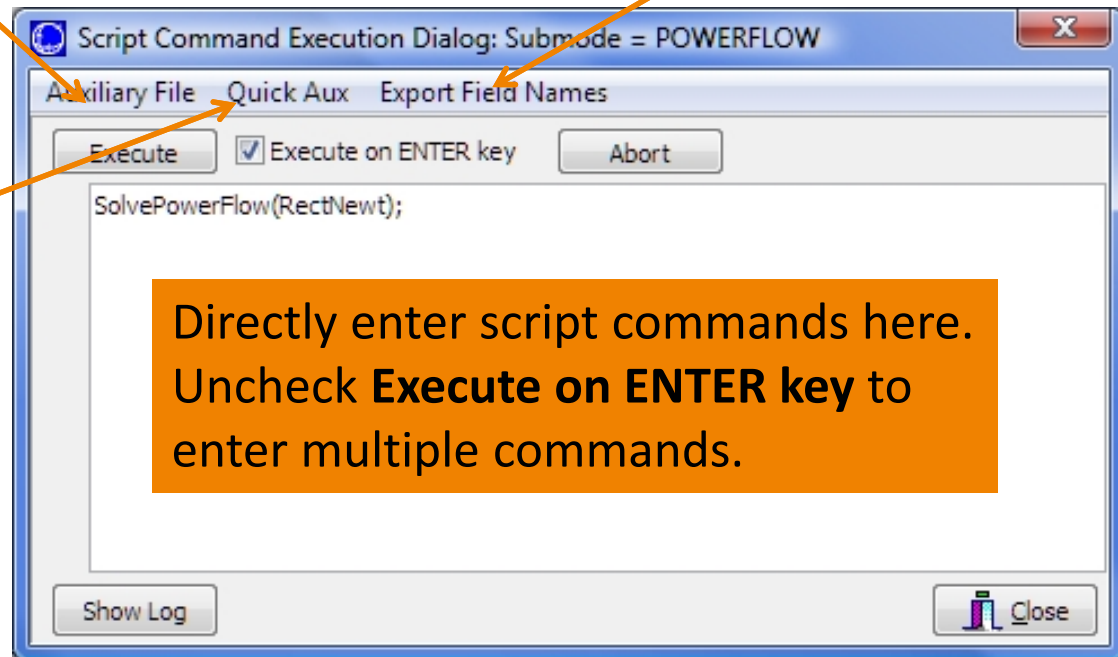 Script Command Execution Dialog: Submode = POWERFLOW
X
Auxiliary File Quick Aux Export Field Names
Execute Execute on ENTER key Abort
SolvePowerFlow(RectNewt);
Directly enter script commands here.
Uncheck Execute on ENTER key to
enter multiple commands.
Show Log Close